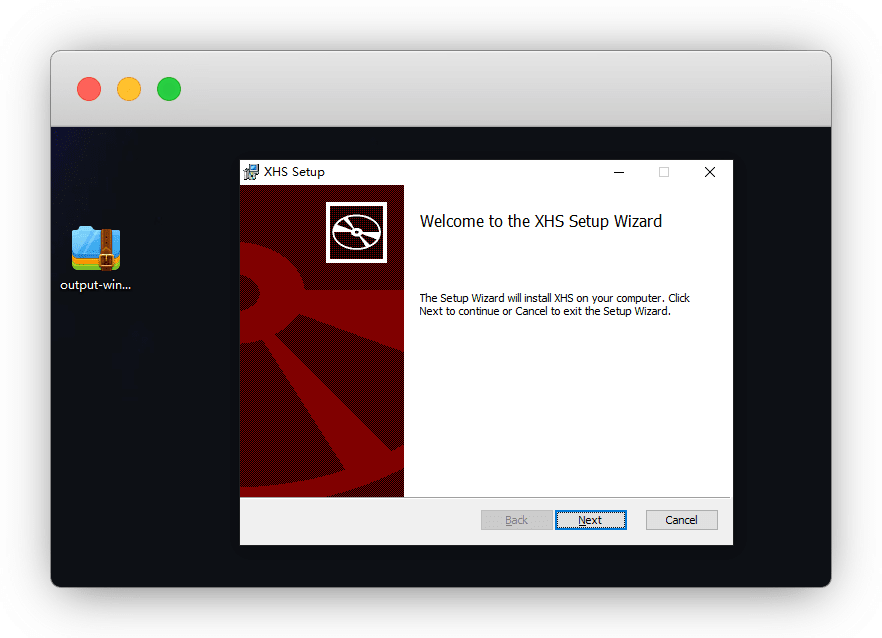 XHS Setup
Welcome to the XHS Setup Wizard
output-win...
The Setup Wizard will install XHS on your computer. Click
Next to continue or Cancel to exit the Setup Wizard.
Back
Next
Cancel